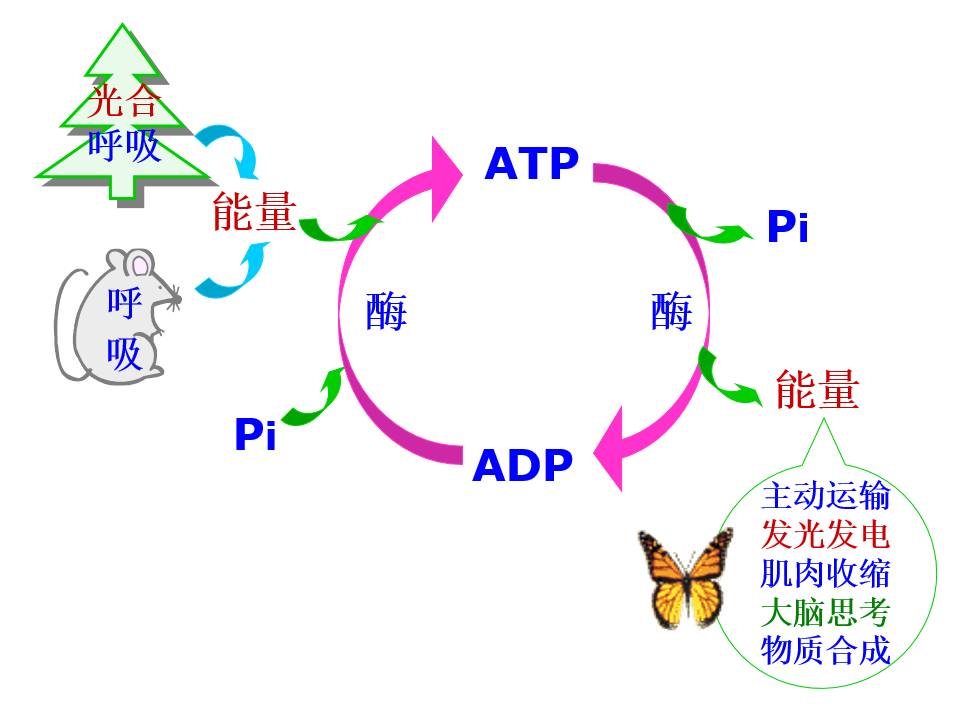 光合
呼吸
能量
呼
吸
ATP
Pi
酶
酶
Pi
ADP
能量
主动运输
发光发电
肌肉收缩
大脑思考
物质合成